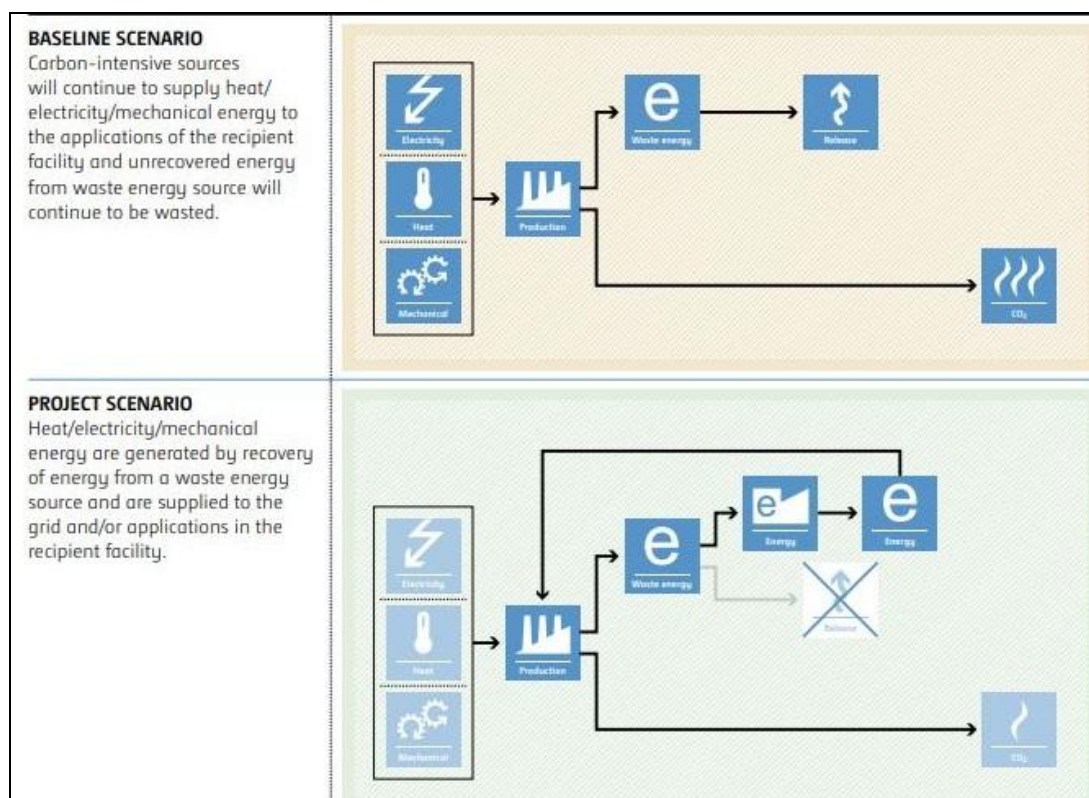 BASELINE SCENARIO
Carbon-intensive sources
will continue to supply heat/
electricity/mechanical energy to
the applications of the recipient
facility and unrecovered energy
from waste energy source will
continue to be wasted.
Electricity
Heat
Mechanical
Production
e
Waste energy
Release
CO₂
PROJECT SCENARIO
Heat/electricity/mechanical
energy are generated by recovery
of energy from a waste energy
source and are supplied to the
grid and/or applications in the
recipient facility.
Electricity
Heat
Mechanical
Production
e
Waste energy
e
Energy
e
Energy
Release
CO₂